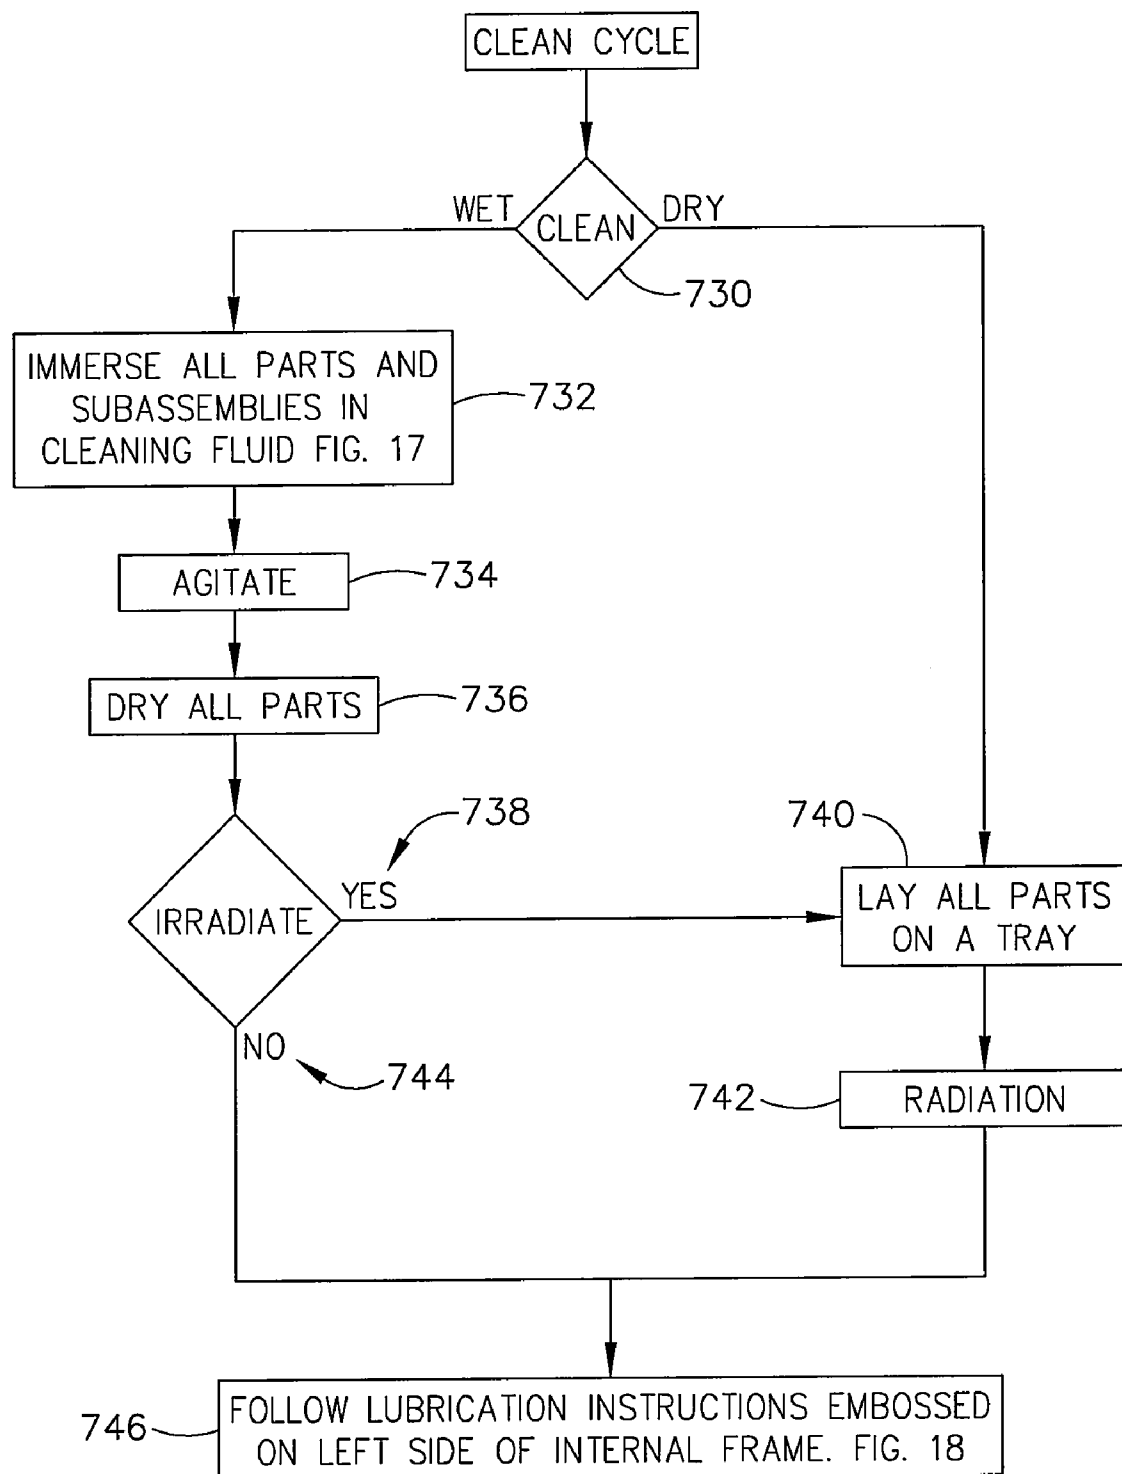 CLEAN CYCLE
WET
CLEAN
DRY
730
IMMERSE ALL PARTS AND
SUBASSEMBLIES IN
CLEANING FLUID FIG. 17
732
AGITATE
734
DRY ALL PARTS
736
738
740
IRRADIATE
YES
LAY ALL PARTS
ON A TRAY
NO
744
742
RADIATION
746
FOLLOW LUBRICATION INSTRUCTIONS EMBOSSED
ON LEFT SIDE OF INTERNAL FRAME. FIG. 18